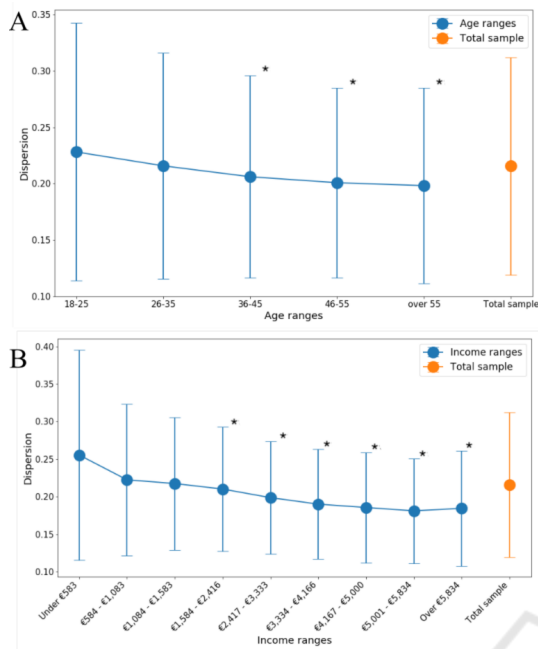 A
Age ranges
Total sample
0.35
0.30
0.25
0.20
0.15
0.10
Dispersion
*
*
*
18-25
26-35
36-45
46-55
over 55
Total sample
Age ranges
B
Income ranges
Total sample
0.40
0.35
0.30
0.25
0.20
0.15
0.10
Dispersion
*
*
*
*
*
*
Under €583
€584 - €1,083
€1,084 - €1,583
€1,584 - €2,416
€2,417 - €3,333
€3,334 - €4,166
€4,167 - €5,000
€5,001 - €5,834
Over €5,834
Total sample
Income ranges